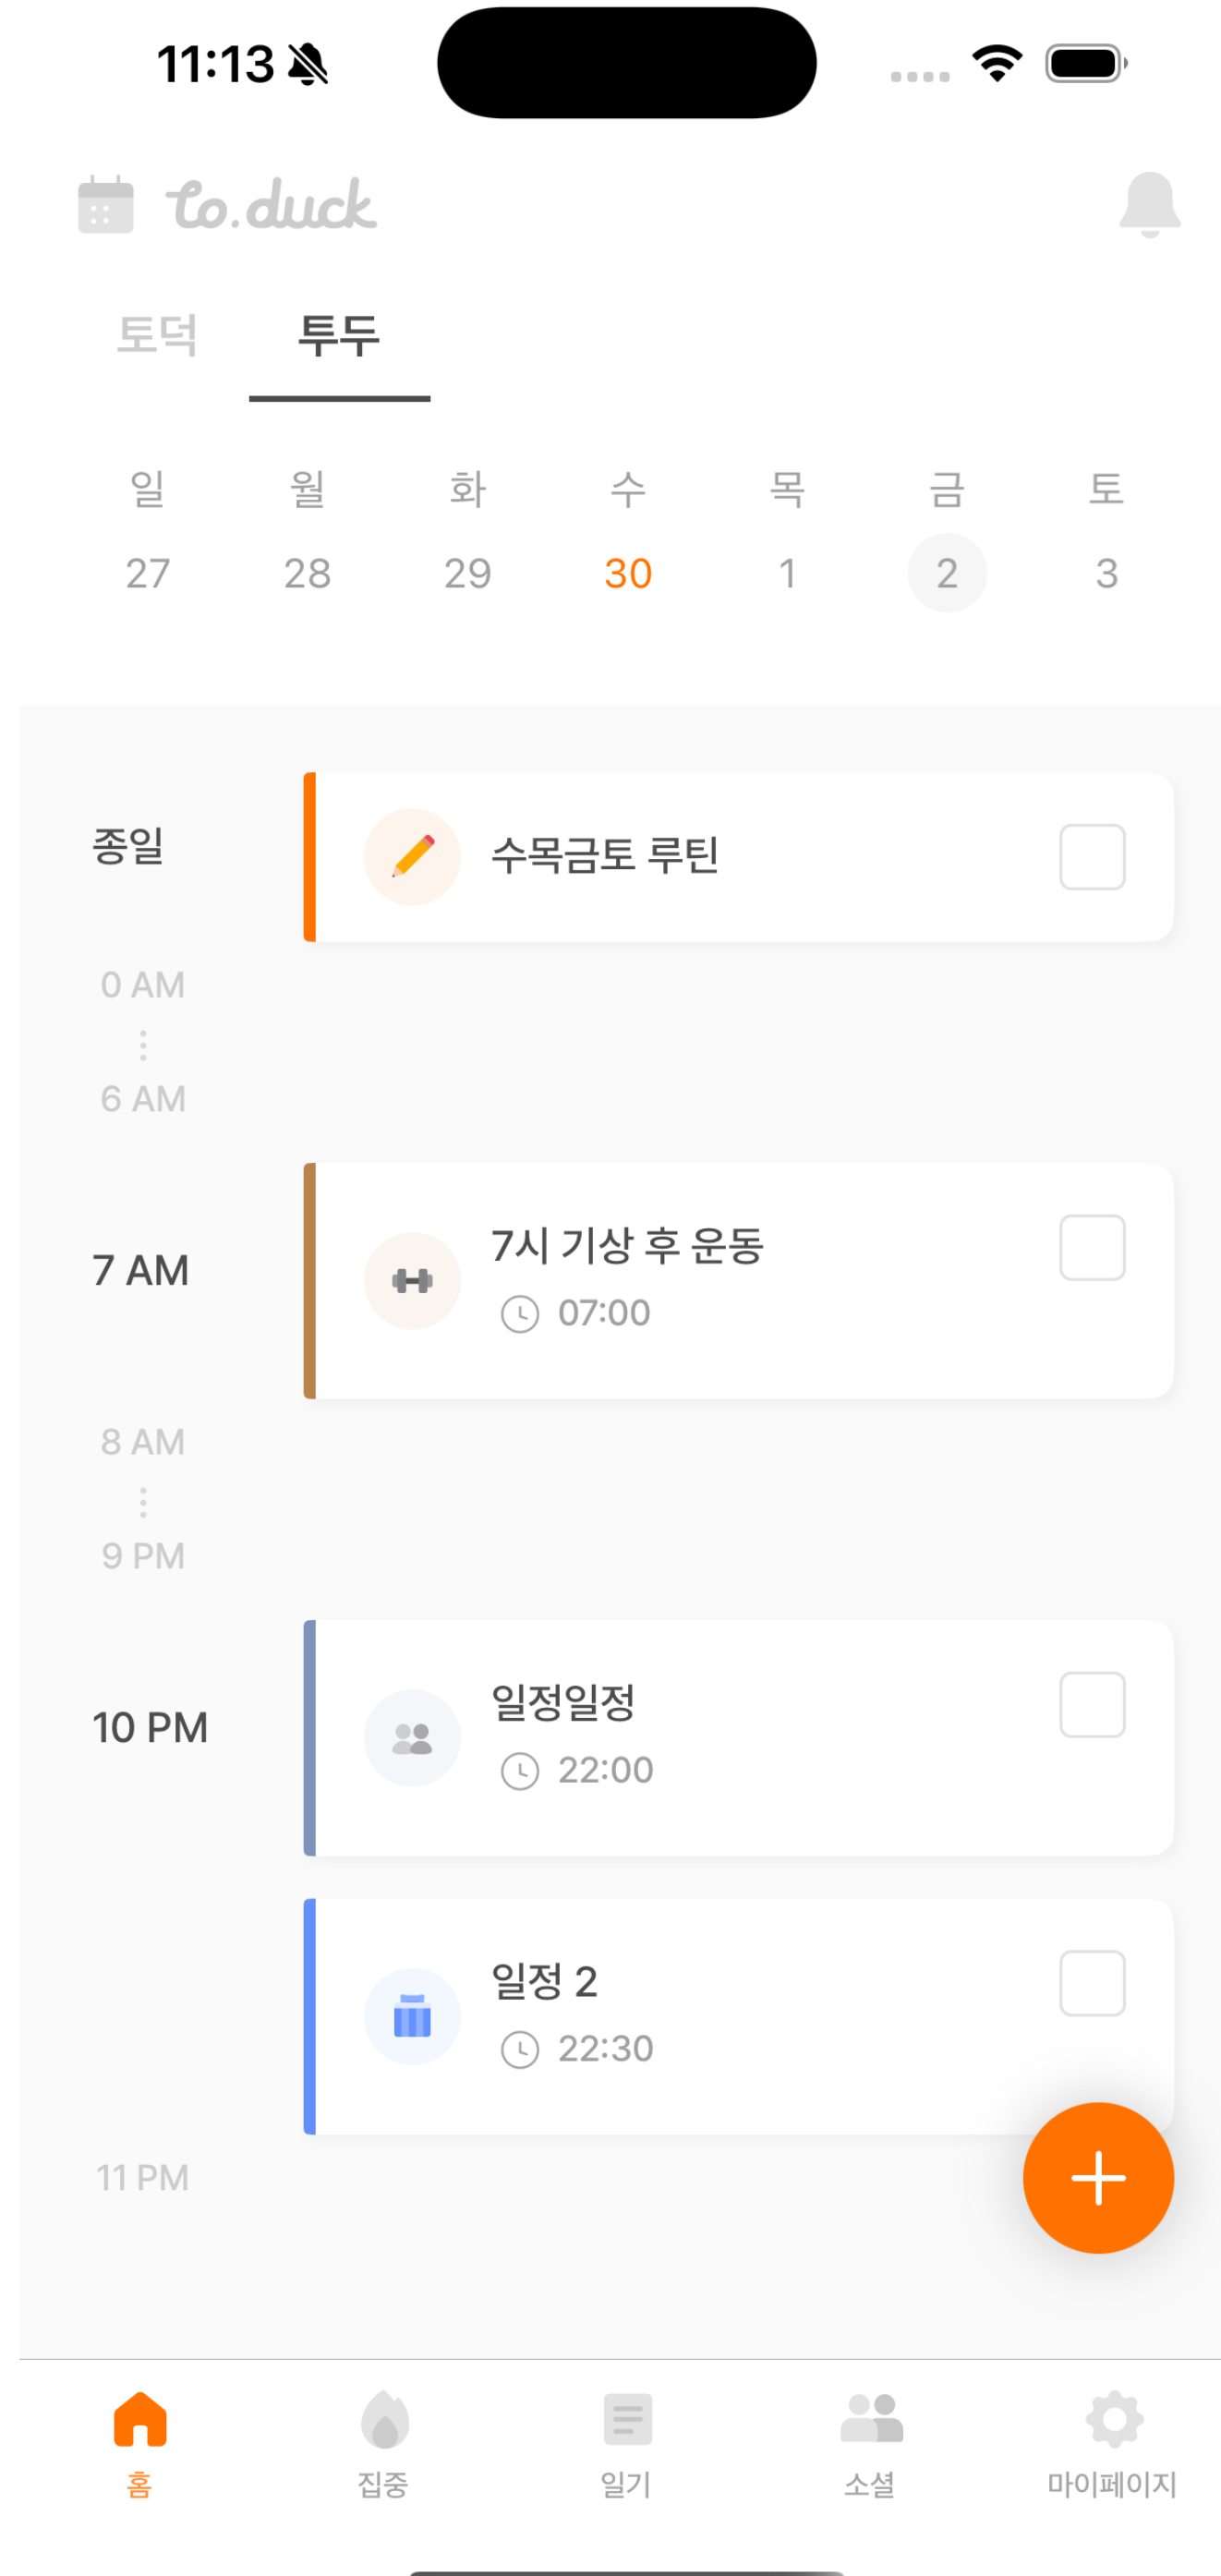 11:13
to.duck
토덕 투두
일 월 화 수 목 금 토
27 28 29 30 1 2 3
종일
수목금토 루틴
0 AM
6 AM
7 AM
7시 기상 후 운동
07:00
8 AM
9 PM
10 PM
일정일정
22:00
일정 2
22:30
11 PM
홈 집중 일기 소셜 마이페이지